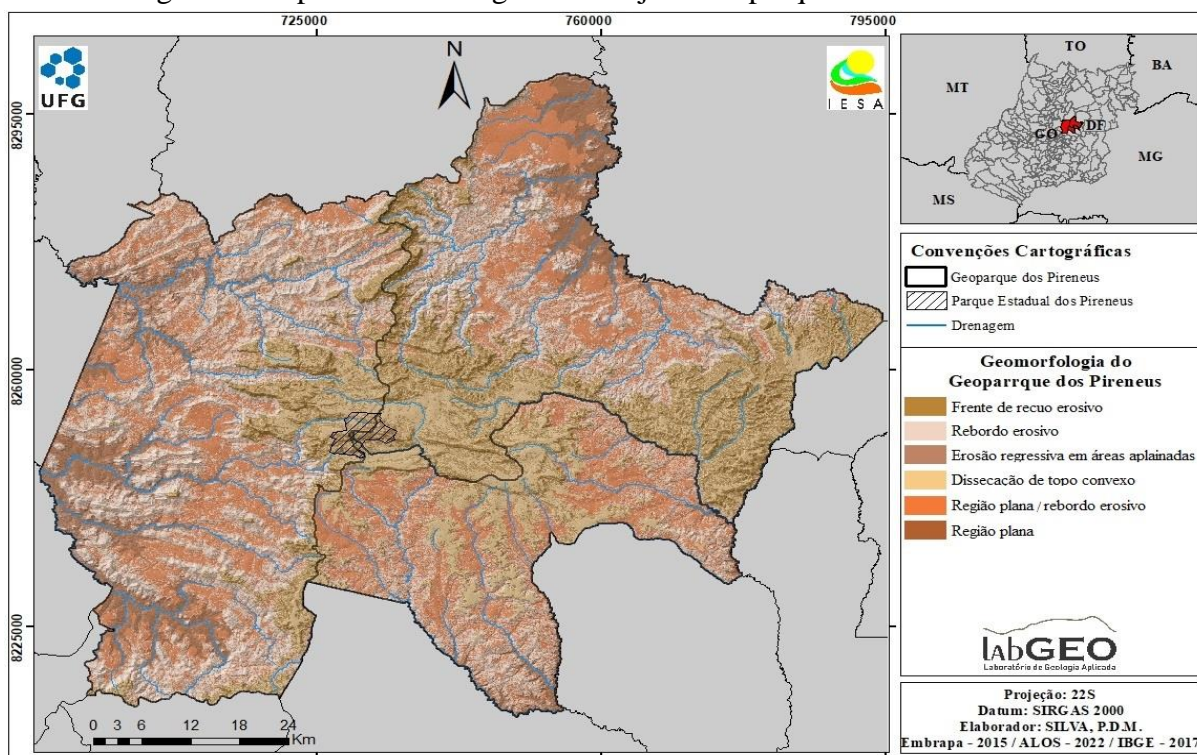 725000
760000
795000
8295000
8260000
8225000
UFG
N
IESA
0 3 6 12 18 24
Km
TO
BA
MT
GO
DF
MG
MS
Convenções Cartográficas
Geoparque dos Pireneus
Parque Estadual dos Pireneus
Drenagem
Geomorfologia do
Geoparrque dos Pireneus
Frente de recuo erosivo
Rebordo erosivo
Erosão regressiva em áreas aplainadas
Dissecação de topo convexo
Região plana / rebordo erosivo
Região plana
labGEO
Laboratório de Geologia Aplicada
Projeção: 22S
Datum: SIRGAS 2000
Elaborador: SILVA, P.D.M.
Embrapa - 2015 / ALOS - 2022 / IBGE - 2017